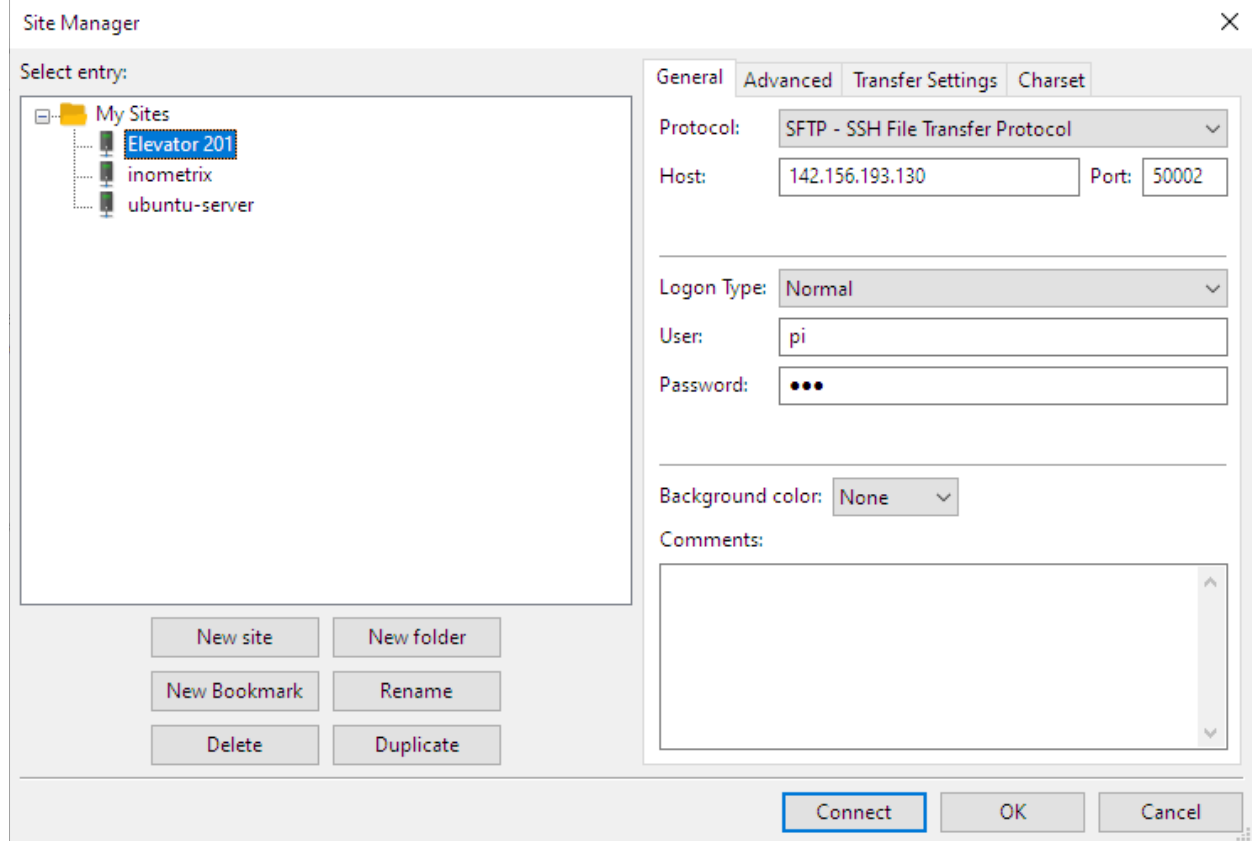 Site Manager
Select entry:
My Sites
Elevator 201
inometrix
ubuntu-server
New site New folder
New Bookmark Rename
Delete Duplicate
General Advanced Transfer Settings Charset
Protocol: SFTP - SSH File Transfer Protocol
Host: 142.156.193.130 Port: 50002
Logon Type: Normal
User: pi
Password: •••
Background color: None
Comments:
Connect OK Cancel